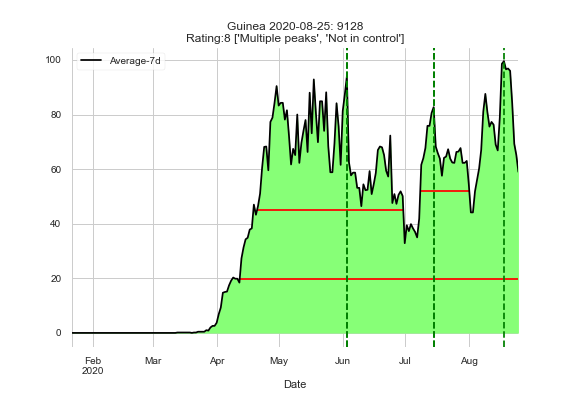 Guinea 2020-08-25: 9128
Rating:8 ['Multiple peaks', 'Not in control']
Average-7d
100
80
60
40
20
0
Feb
2020
Mar
Apr
May
Jun
Jul
Aug
Date